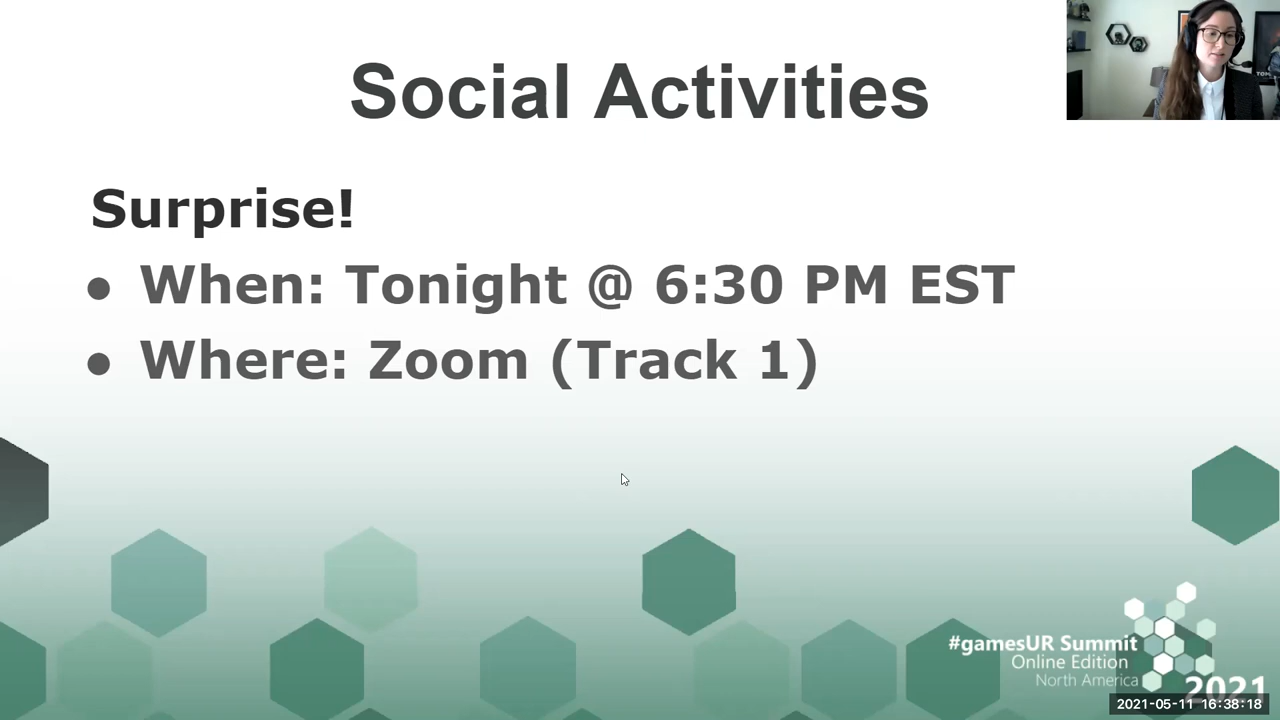 Social Activities
Surprise!
● When: Tonight @ 6:30 PM EST
● Where: Zoom (Track 1)
#gamesUR Summit
Online Edition
North America
2021
2021-05-11 16:38:18